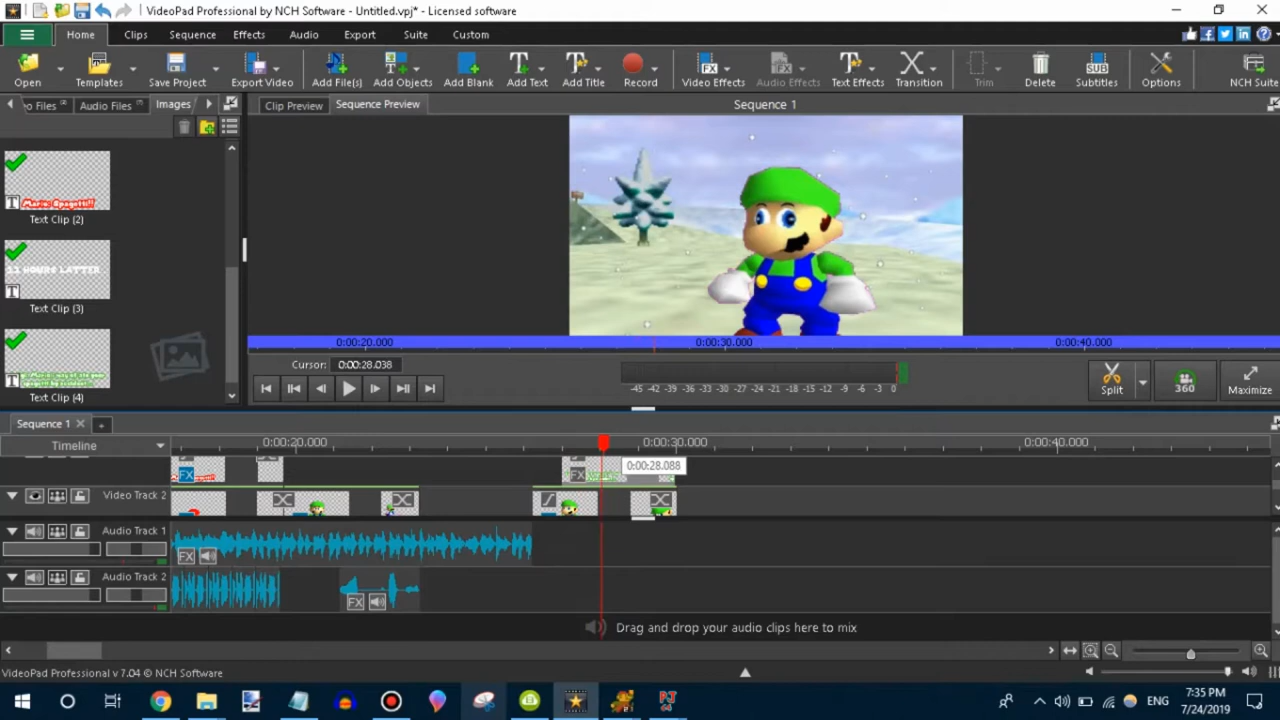 VideoPad Professional by NCH Software - Untitled.vpj* - Licensed software
Home Clips Sequence Effects Audio Export Suite Custom
Open Templates Save Project Export Video Add File(s) Add Objects Add Blank Add Text Add Title Record Video Effects Audio Effects Text Effects Transition Trim Delete Subtitles Options NCH Suite
Audio Files Images Clip Preview Sequence Preview Sequence 1
Text Clip (2)
11 HOURS LATTER
Text Clip (3)
Text Clip (4)
0:00:20.000 0:00:30.000 0:00:40.000
Cursor: 0:00:28.038
-45 -42 -39 -36 -33 -30 -27 -24 -21 -18 -15 -12 -9 -6 -3 0
Split 360 Maximize
Sequence 1
Timeline 0:00:20.000 0:00:30.000 0:00:40.000
FX FX 0:00:28.088
Video Track 2
Audio Track 1
FX
Audio Track 2
FX
Drag and drop your audio clips here to mix
VideoPad Professional v 7.04 © NCH Software
ENG 7:35 PM
7/24/2019